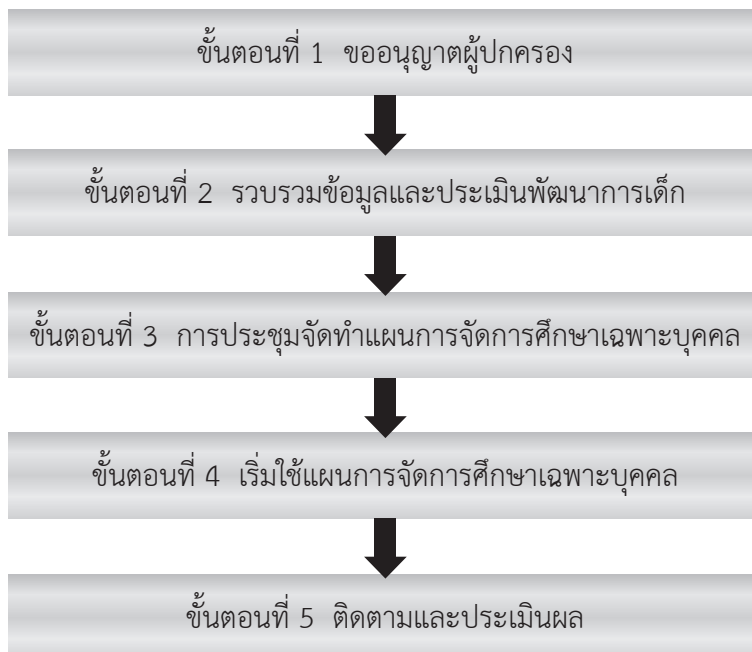 ขั้นตอนที่ 1 ขออนุญาตผู้ปกครอง
ขั้นตอนที่ 2 รวบรวมข้อมูลและประเมินพัฒนาการเด็ก
ขั้นตอนที่ 3 การประชุมจัดทำแผนการจัดการศึกษาเฉพาะบุคคล
ขั้นตอนที่ 4 เริ่มใช้แผนการจัดการศึกษาเฉพาะบุคคล
ขั้นตอนที่ 5 ติดตามและประเมินผล